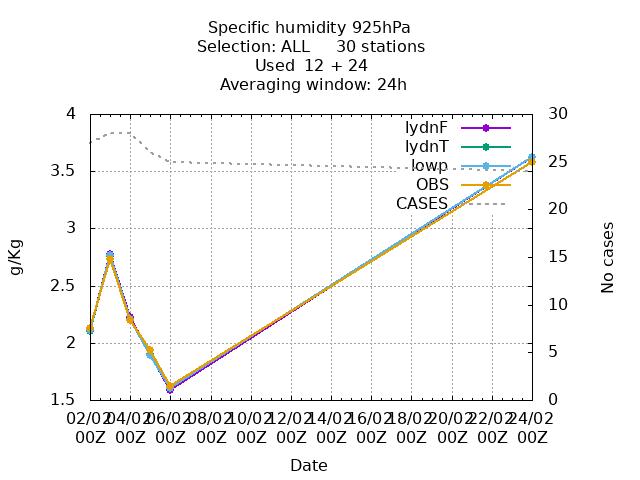 Specific humidity 925hPa
Selection: ALL 30 stations
Used 12 + 24
Averaging window: 24h
4
3.5
3
2.5
2
1.5
g/Kg
lydnF
lydnT
lowp
OBS
CASES
30
25
20
15
10
5
0
No cases
02/02 04/02 06/02 08/02 10/02 12/02 14/02 16/02 18/02 20/02 22/02 24/02
00Z 00Z 00Z 00Z 00Z 00Z 00Z 00Z 00Z 00Z 00Z 00Z
Date